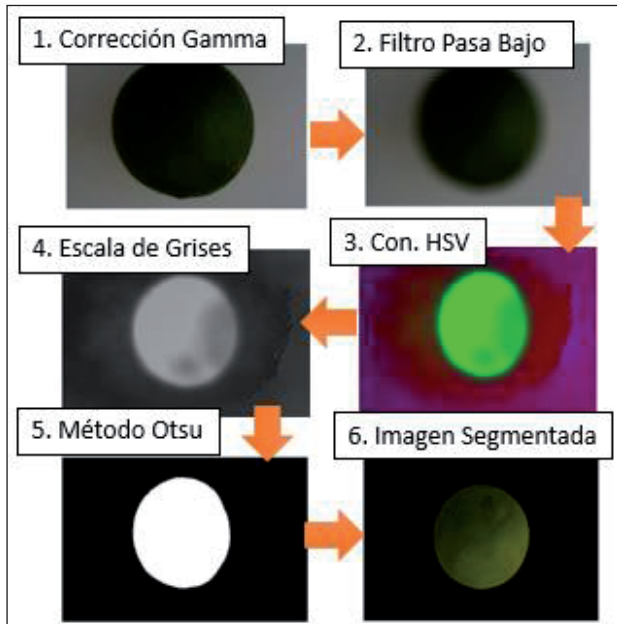 1. Corrección Gamma
2. Filtro Pasa Bajo
3. Con. HSV
4. Escala de Grises
5. Método Otsu
6. Imagen Segmentada